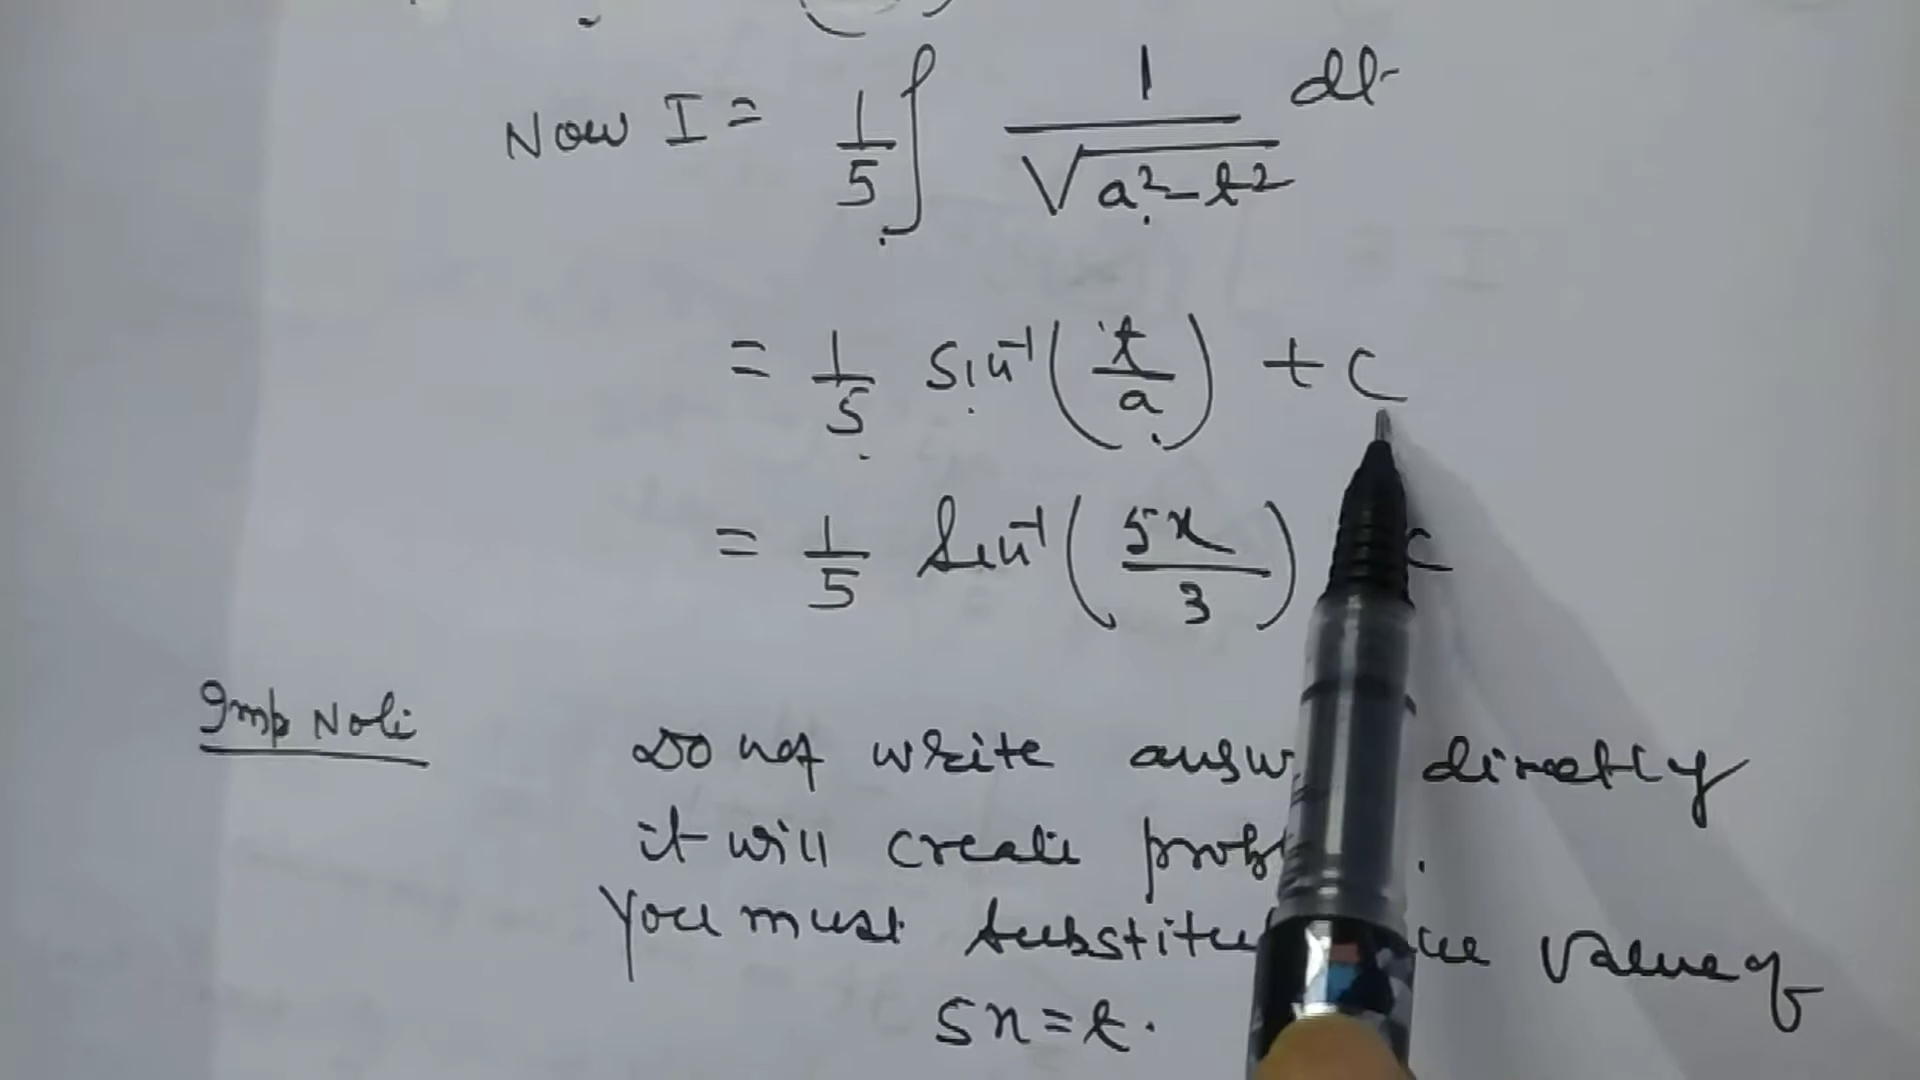 Now I = 1/5 ∫ 1/√(a²-t²) dt
= 1/5 Sin⁻¹(t/a) + c
= 1/5 Sin⁻¹(5x/3) c
Imp Note
Do not write directly
it will create
You must value of
5x=t.